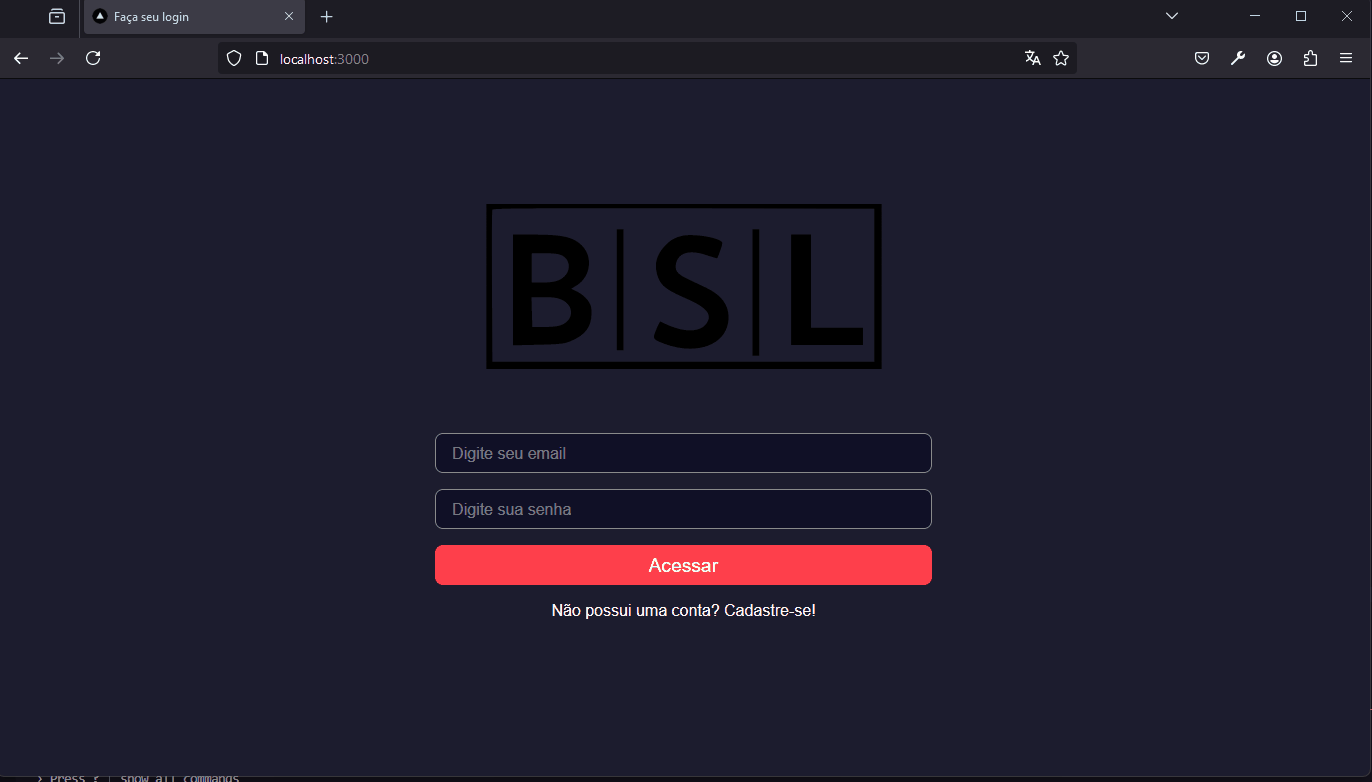 Faça seu login
localhost:3000
B|S|L
Digite seu email
Digite sua senha
Acessar
Não possui uma conta? Cadastre-se!
› Press ? | show all commands